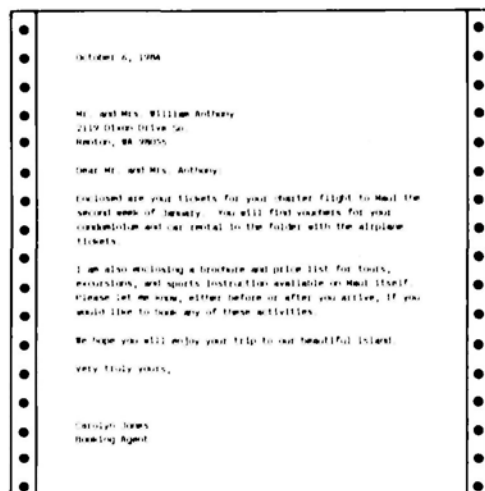 October 6, 1984
Mr. and Mrs. William Anthony
2119 Dixon Drive So.
Renton, WA 98055
Dear Mr. and Mrs. Anthony:
Enclosed are your tickets for your charter flight to Maui the
second week of January. You will find vouchers for your
condominium and car rental in the folder with the airplane
tickets.
I am also enclosing a brochure and price list for tours,
excursions, and sports instruction available on Maui itself.
Please let me know, either before or after you arrive, if you
would like to book any of these activities.
We hope you will enjoy your trip to our beautiful island.
Very truly yours,
Carolyn Jones
Booking Agent